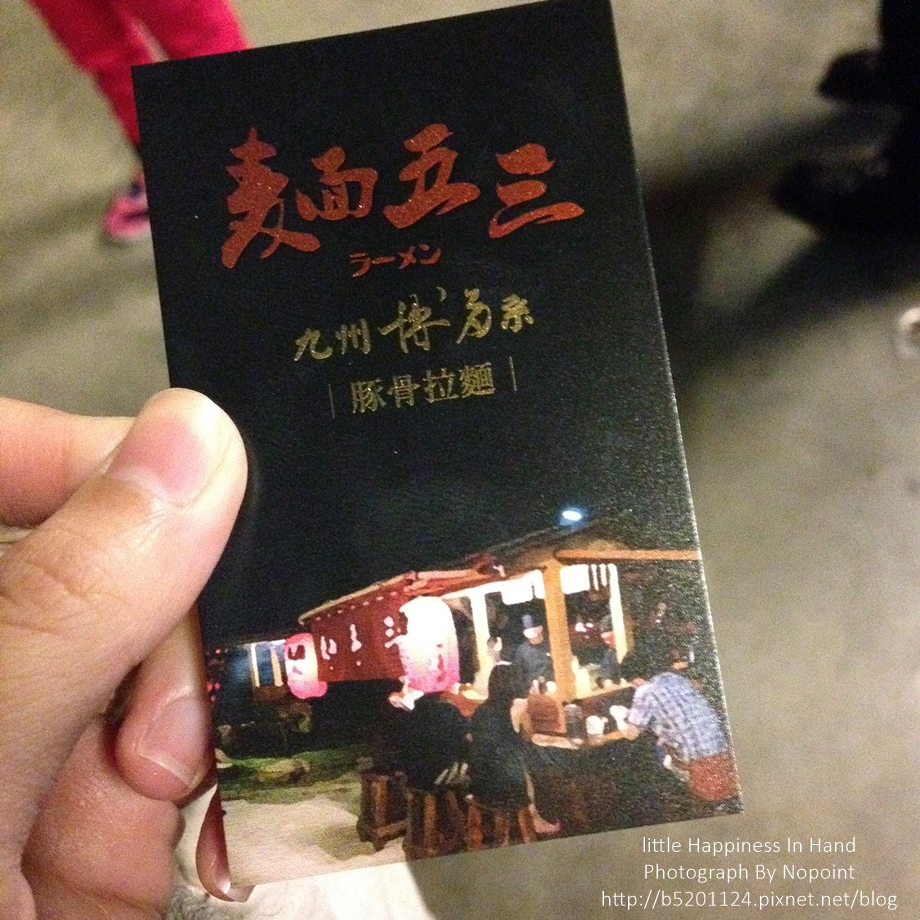 麵五三
ラーメン
九州博多系
豚骨拉麵
little Happiness In Hand
Photograph By Nopoint
http://b5201124.pixnet.net/blog